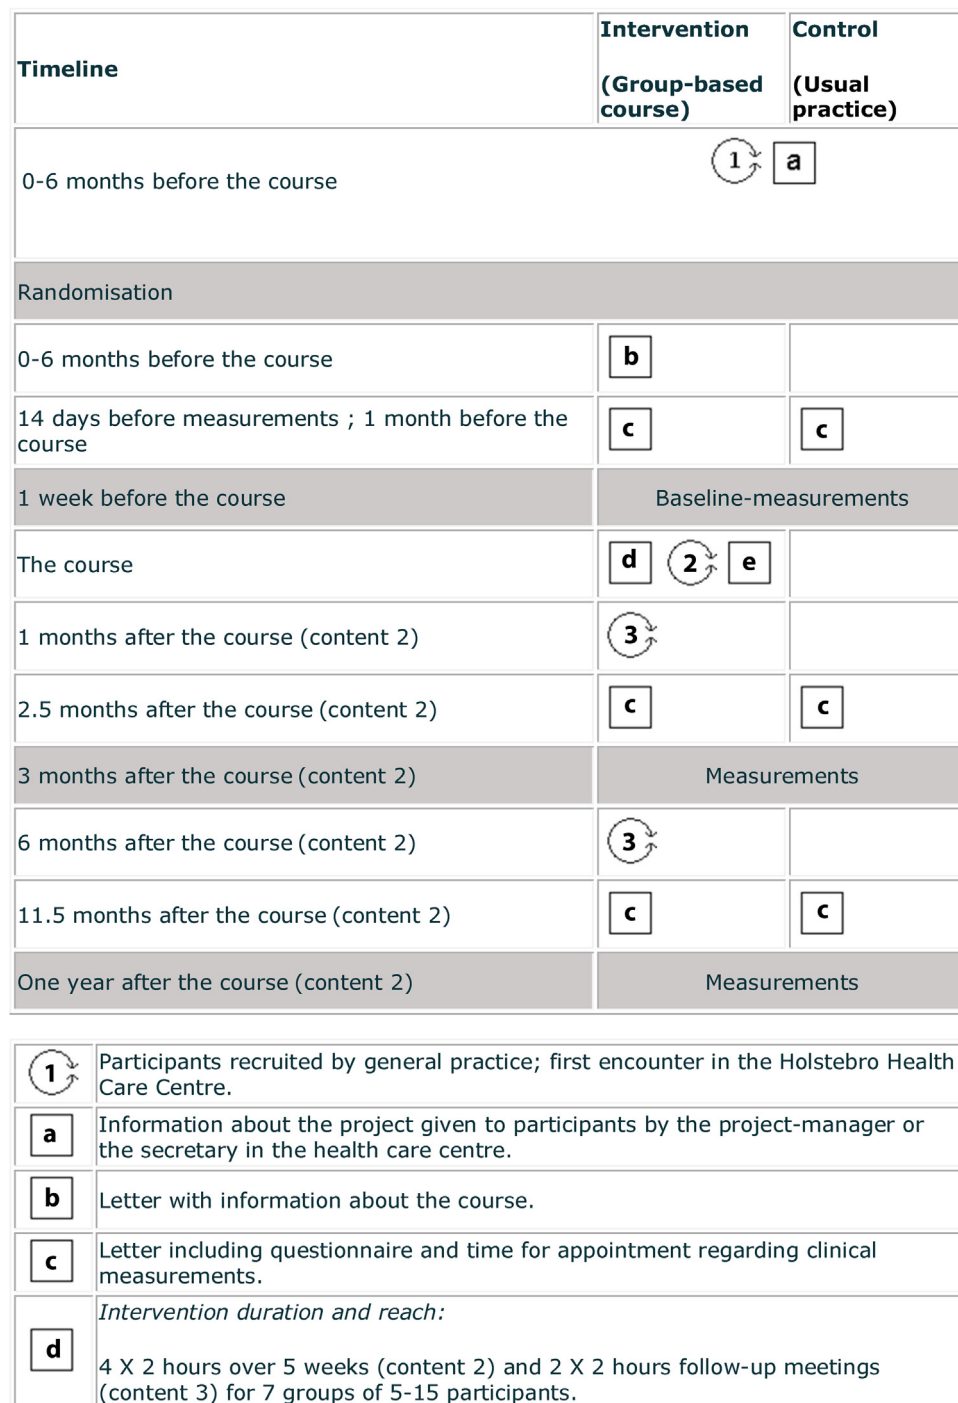 Timeline
Intervention
(Group-based
course)
Control
(Usual
practice)
0-6 months before the course
1 a
Randomisation
0-6 months before the course
b
14 days before measurements ; 1 month before the
course
c c
1 week before the course Baseline-measurements
The course d 2 e
1 months after the course (content 2) 3
2.5 months after the course (content 2) c c
3 months after the course (content 2) Measurements
6 months after the course (content 2) 3
11.5 months after the course (content 2) c c
One year after the course (content 2) Measurements
1 Participants recruited by general practice; first encounter in the Holstebro Health
Care Centre.
a Information about the project given to participants by the project-manager or
the secretary in the health care centre.
b Letter with information about the course.
c Letter including questionnaire and time for appointment regarding clinical
measurements.
d Intervention duration and reach:
4 X 2 hours over 5 weeks (content 2) and 2 X 2 hours follow-up meetings
(content 3) for 7 groups of 5-15 participants.